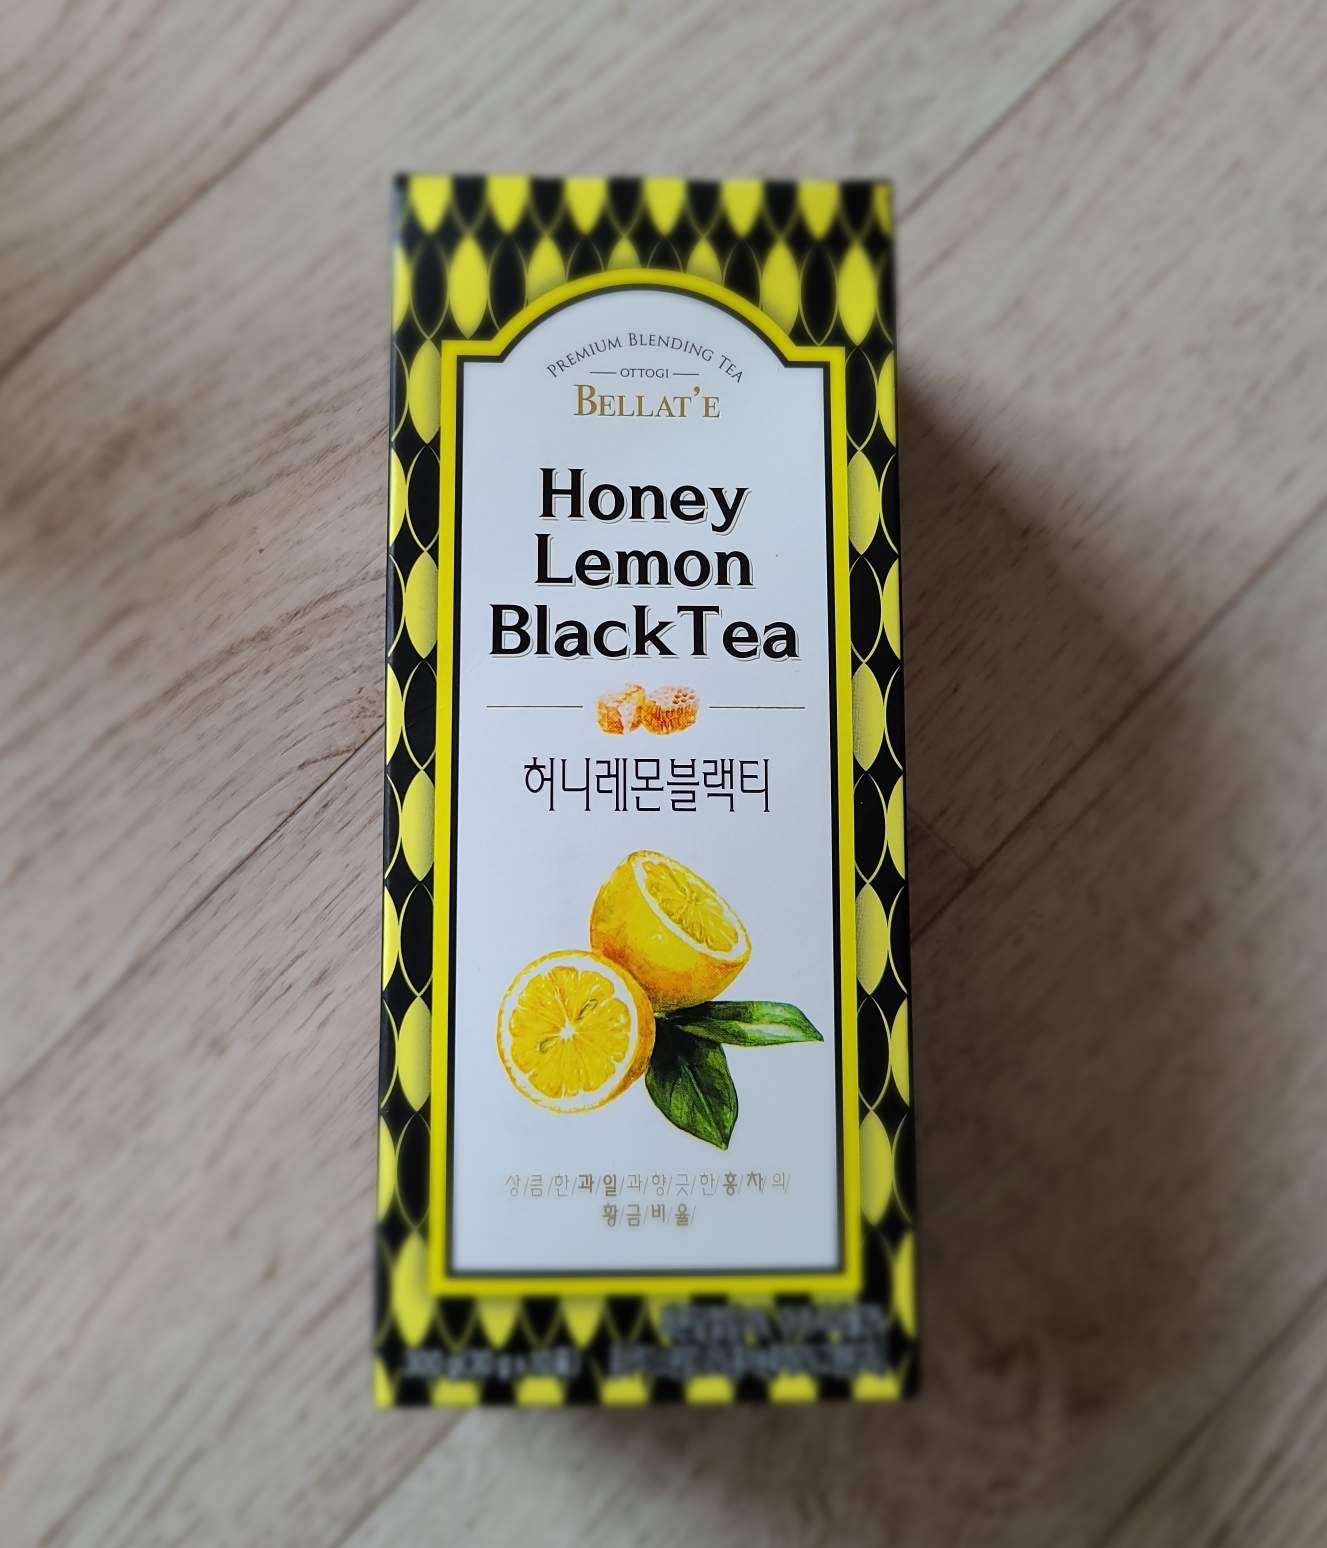 PREMIUM BLENDING TEA
OTTOGI
BELLAT'E
Honey
Lemon
BlackTea
허니레몬블랙티
상/큼/한/과/일/과/향/긋/한/홍/차/의/
황/금/비/율/